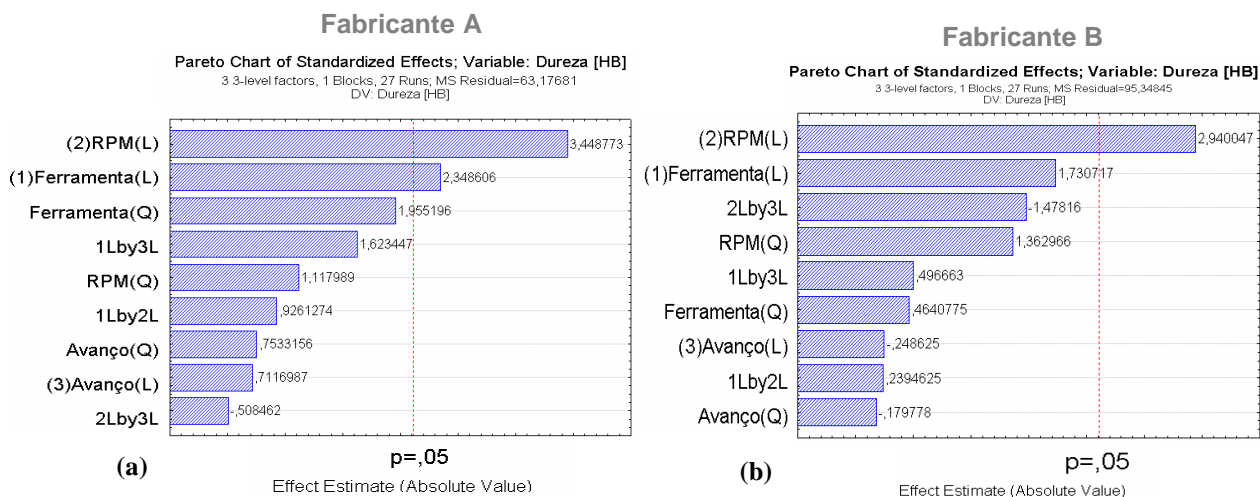 Fabricante A
Pareto Chart of Standardized Effects; Variable: Dureza [HB]
3 3-level factors, 1 Blocks, 27 Runs; MS Residual=63,17681
DV: Dureza [HB]
(2)RPM(L)
3,448773
(1)Ferramenta(L)
2,348606
Ferramenta(Q)
1,955196
1Lby3L
1,623447
RPM(Q)
1,117989
1Lby2L
,9261274
Avanço(Q)
,7533156
(3)Avanço(L)
,7116987
2Lby3L
-,508462
p=,05
(a)
Effect Estimate (Absolute Value)
Fabricante B
Pareto Chart of Standardized Effects; Variable: Dureza [HB]
3 3-level factors, 1 Blocks, 27 Runs; MS Residual=95,34845
DV: Dureza [HB]
(2)RPM(L)
2,940047
(1)Ferramenta(L)
1,730717
2Lby3L
-1,47816
RPM(Q)
1,362966
1Lby3L
,496663
Ferramenta(Q)
,4640775
(3)Avanço(L)
-,248625
1Lby2L
,2394625
Avanço(Q)
-,179778
p=,05
(b)
Effect Estimate (Absolute Value)